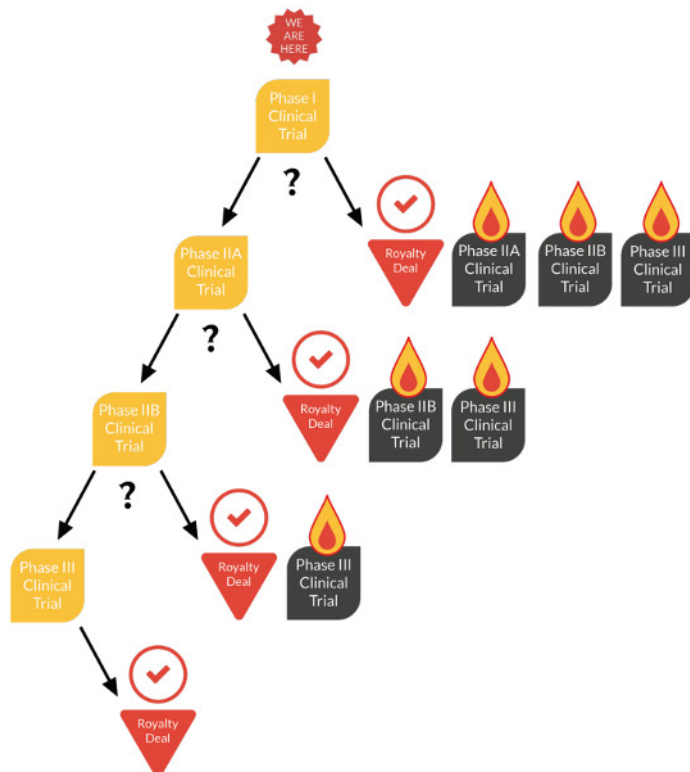 WE
ARE
HERE
Phase I
Clinical
Trial
?
Phase IIA
Clinical
Trial
Royalty
Deal
Phase IIA
Clinical
Trial
Phase IIB
Clinical
Trial
Phase III
Clinical
Trial
?
Phase IIB
Clinical
Trial
Royalty
Deal
Phase IIB
Clinical
Trial
Phase III
Clinical
Trial
?
Phase III
Clinical
Trial
Royalty
Deal
Phase III
Clinical
Trial
Royalty
Deal